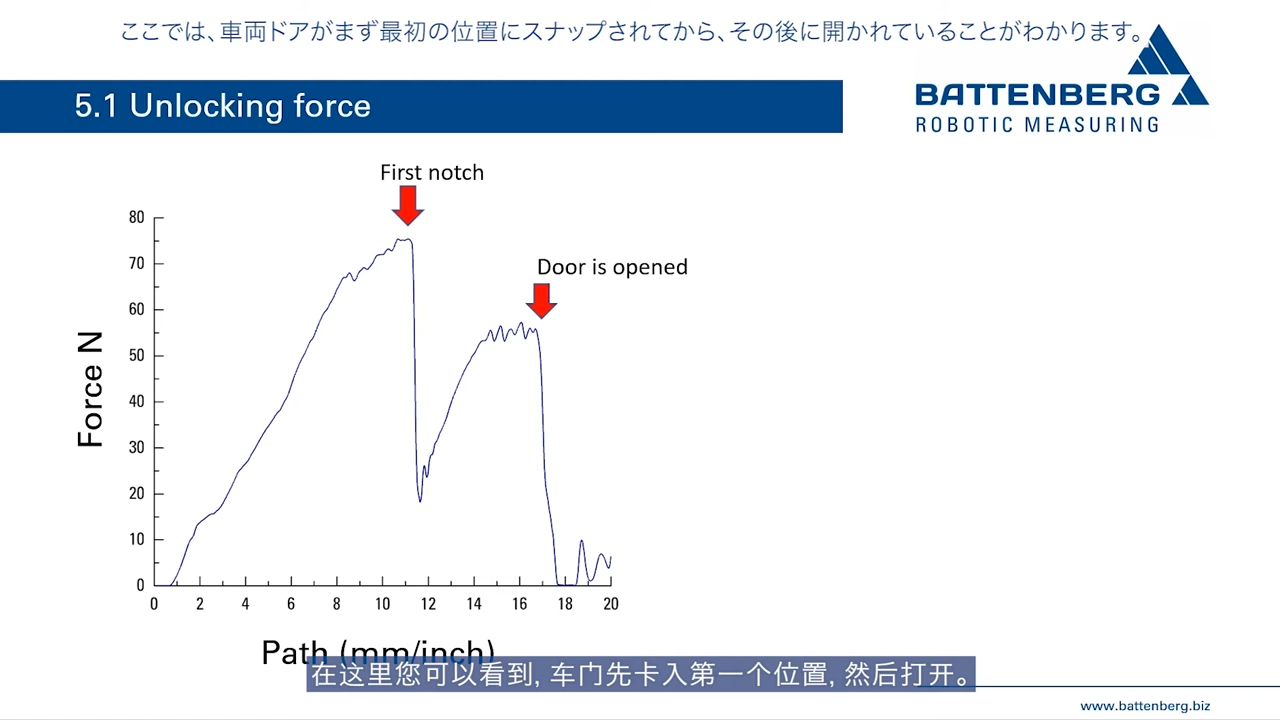 ここでは、車両ドアがまず最初の位置にスナップされてから、その後に開かれていることがわかります。
BATTENBERG
ROBOTIC MEASURING
5.1 Unlocking force
First notch
Door is opened
Force N
80
70
60
50
40
30
20
10
0
0 2 4 6 8 10 12 14 16 18 20
Path (mm/inch)
在这里您可以看到, 车门先卡入第一个位置, 然后打开。
www.battenberg.biz